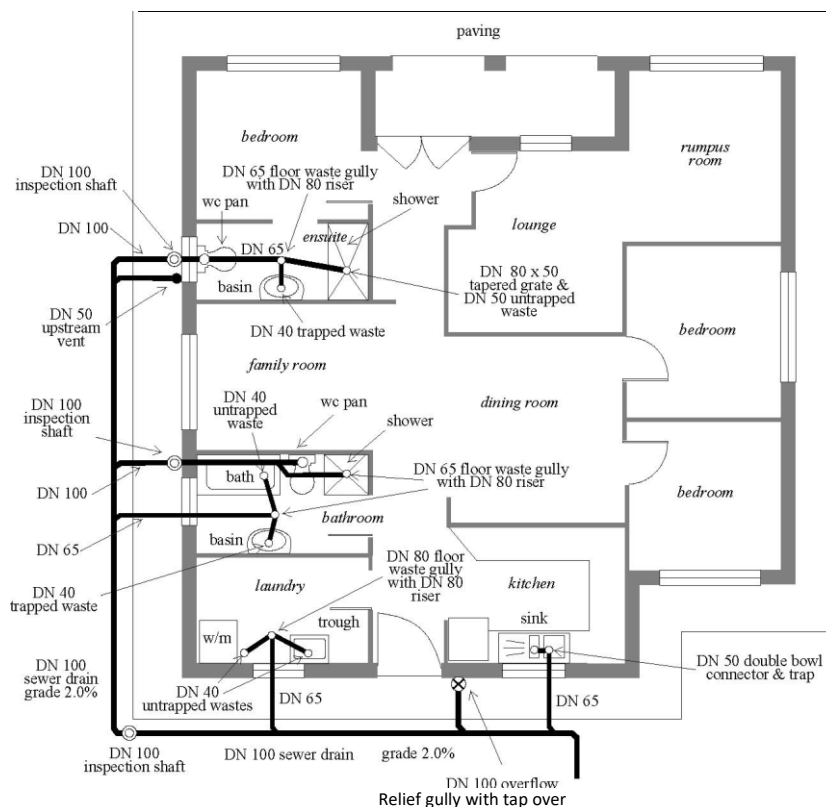 paving
bedroom
DN 100
inspection shaft
wc pan
DN 65 floor waste gully
with DN 80 riser
shower
rumpus
room
DN 100
ensuite
lounge
DN 65
basin
DN 80 x 50
tapered grate &
DN 50 untrapped
waste
DN 50
upstream
vent
DN 40 trapped waste
bedroom
family room
DN 40
untrapped
waste
wc pan
dining room
DN 100
inspection
shaft
shower
bath
DN 65 floor waste gully
with DN 80 riser
bedroom
DN 100
bathroom
DN 65
basin
DN 40
trapped waste
laundry
DN 80 floor
waste gully
with DN 80
riser
kitchen
w/m
trough
sink
DN 100
sewer drain
grade 2.0%
DN 40
untrapped wastes
DN 65
DN 65
DN 50 double bowl
connector & trap
DN 100
inspection shaft
DN 100 sewer drain
grade 2.0%
DN 100 overflow
Relief gully with tap over